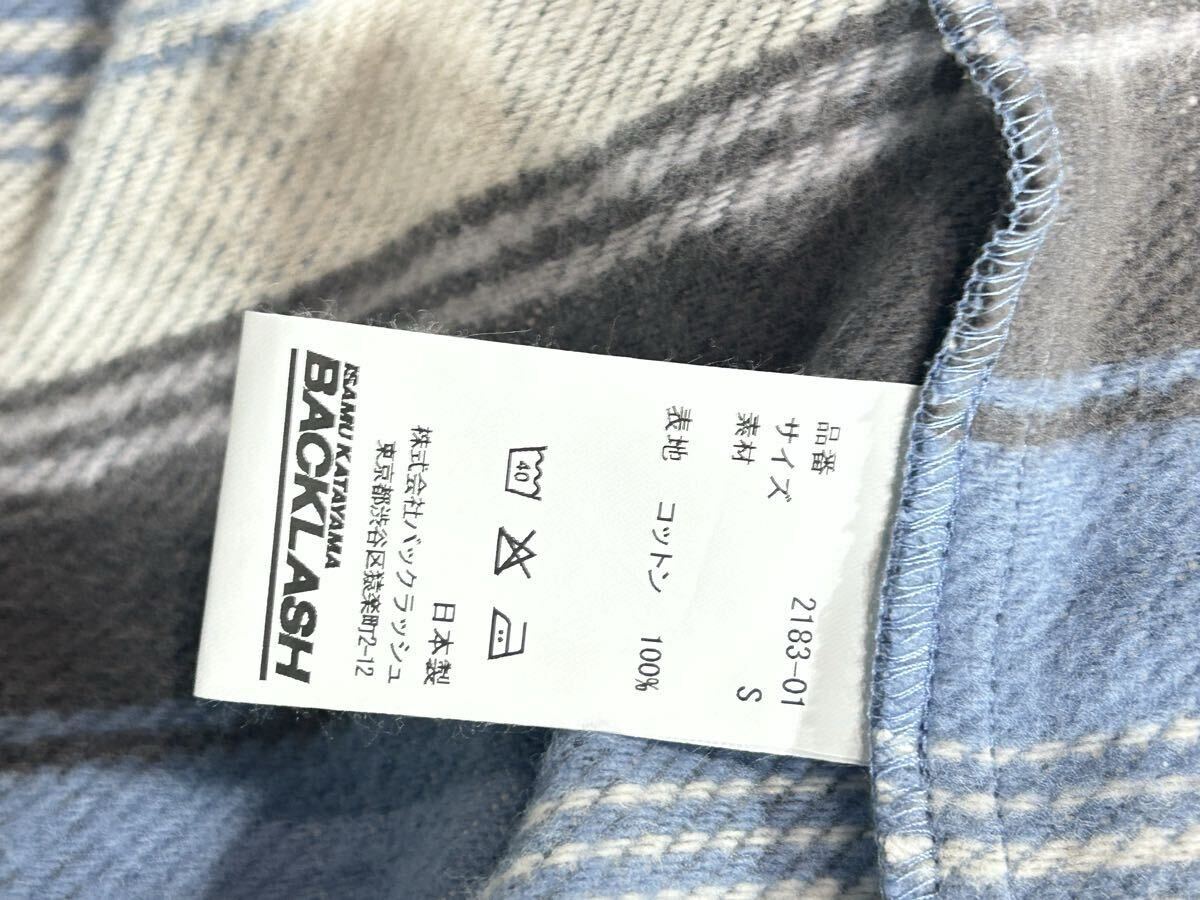 品番 2183-01
サイズ S
素材
表地 コットン 100%
40
日本製
株式会社バックラッシュ
東京都渋谷区猿楽町2-12
ISAMU KATAYAMA
BACKLASH